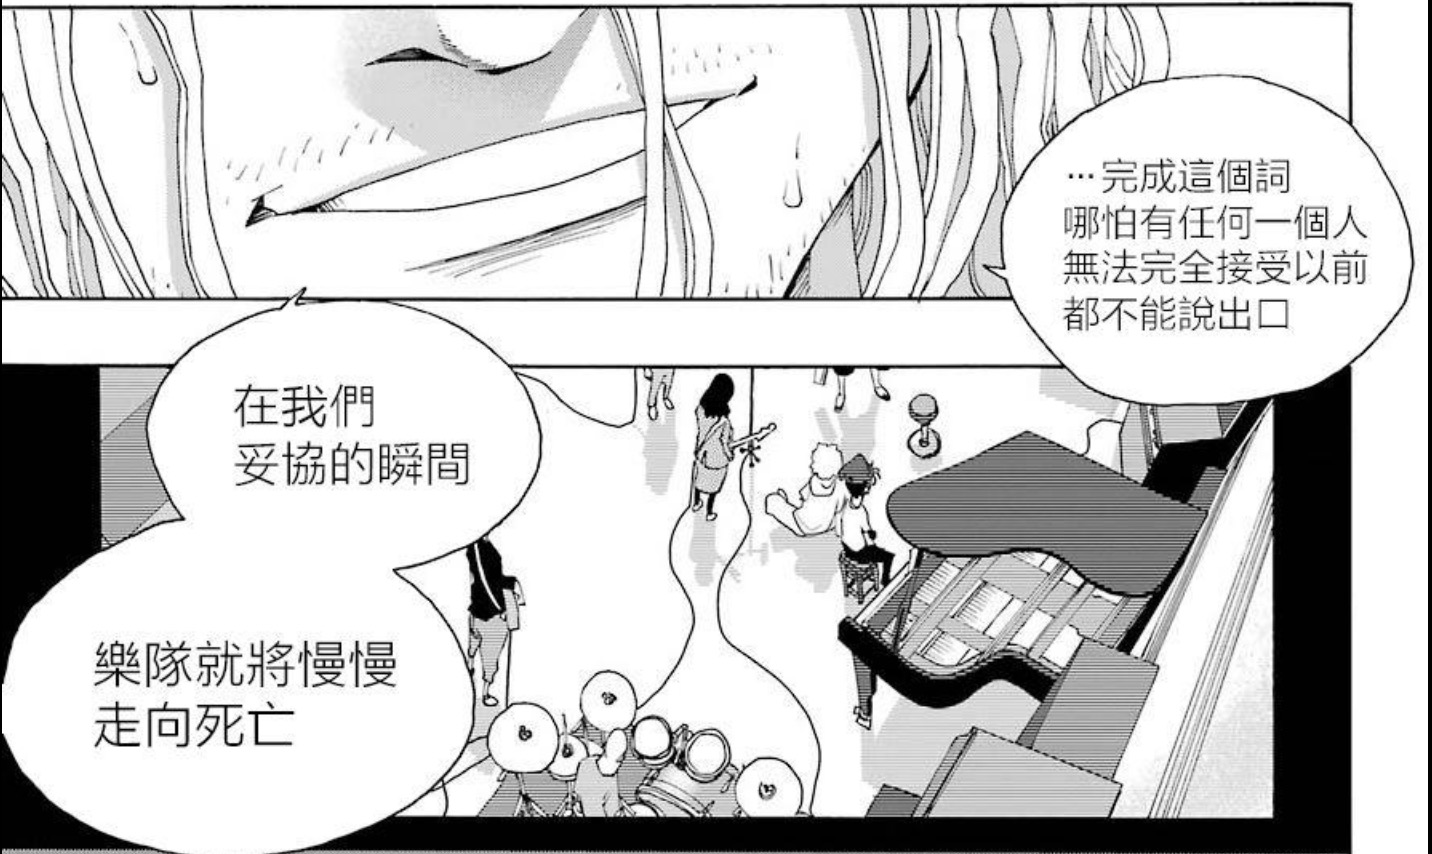 …完成這個詞
哪怕有任何一個人
無法完全接受以前
都不能說出口
在我們
妥協的瞬間
樂隊就將慢慢
走向死亡